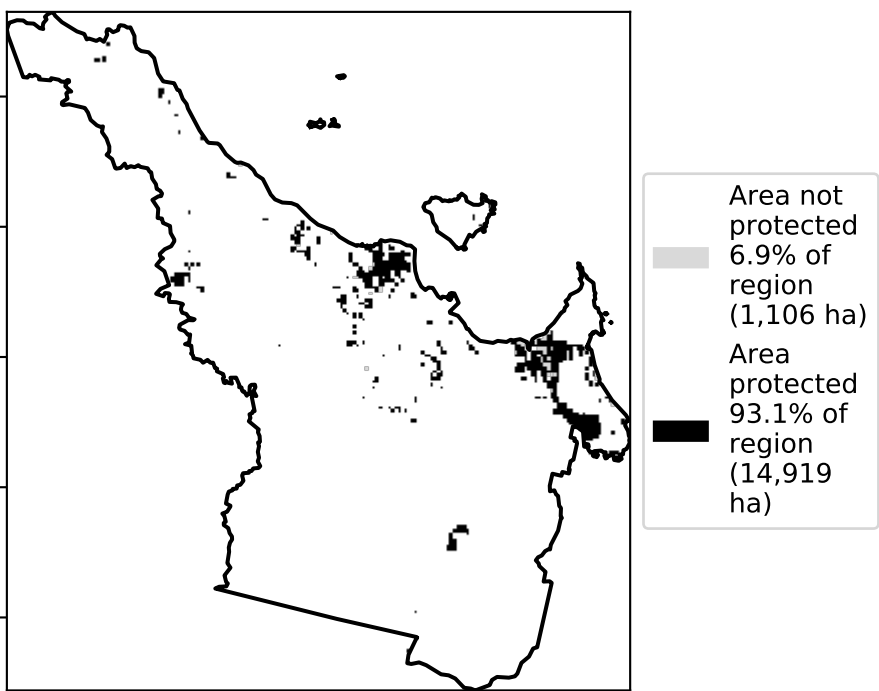 Area not
protected
6.9% of
region
(1,106 ha)
Area
protected
93.1% of
region
(14,919
ha)